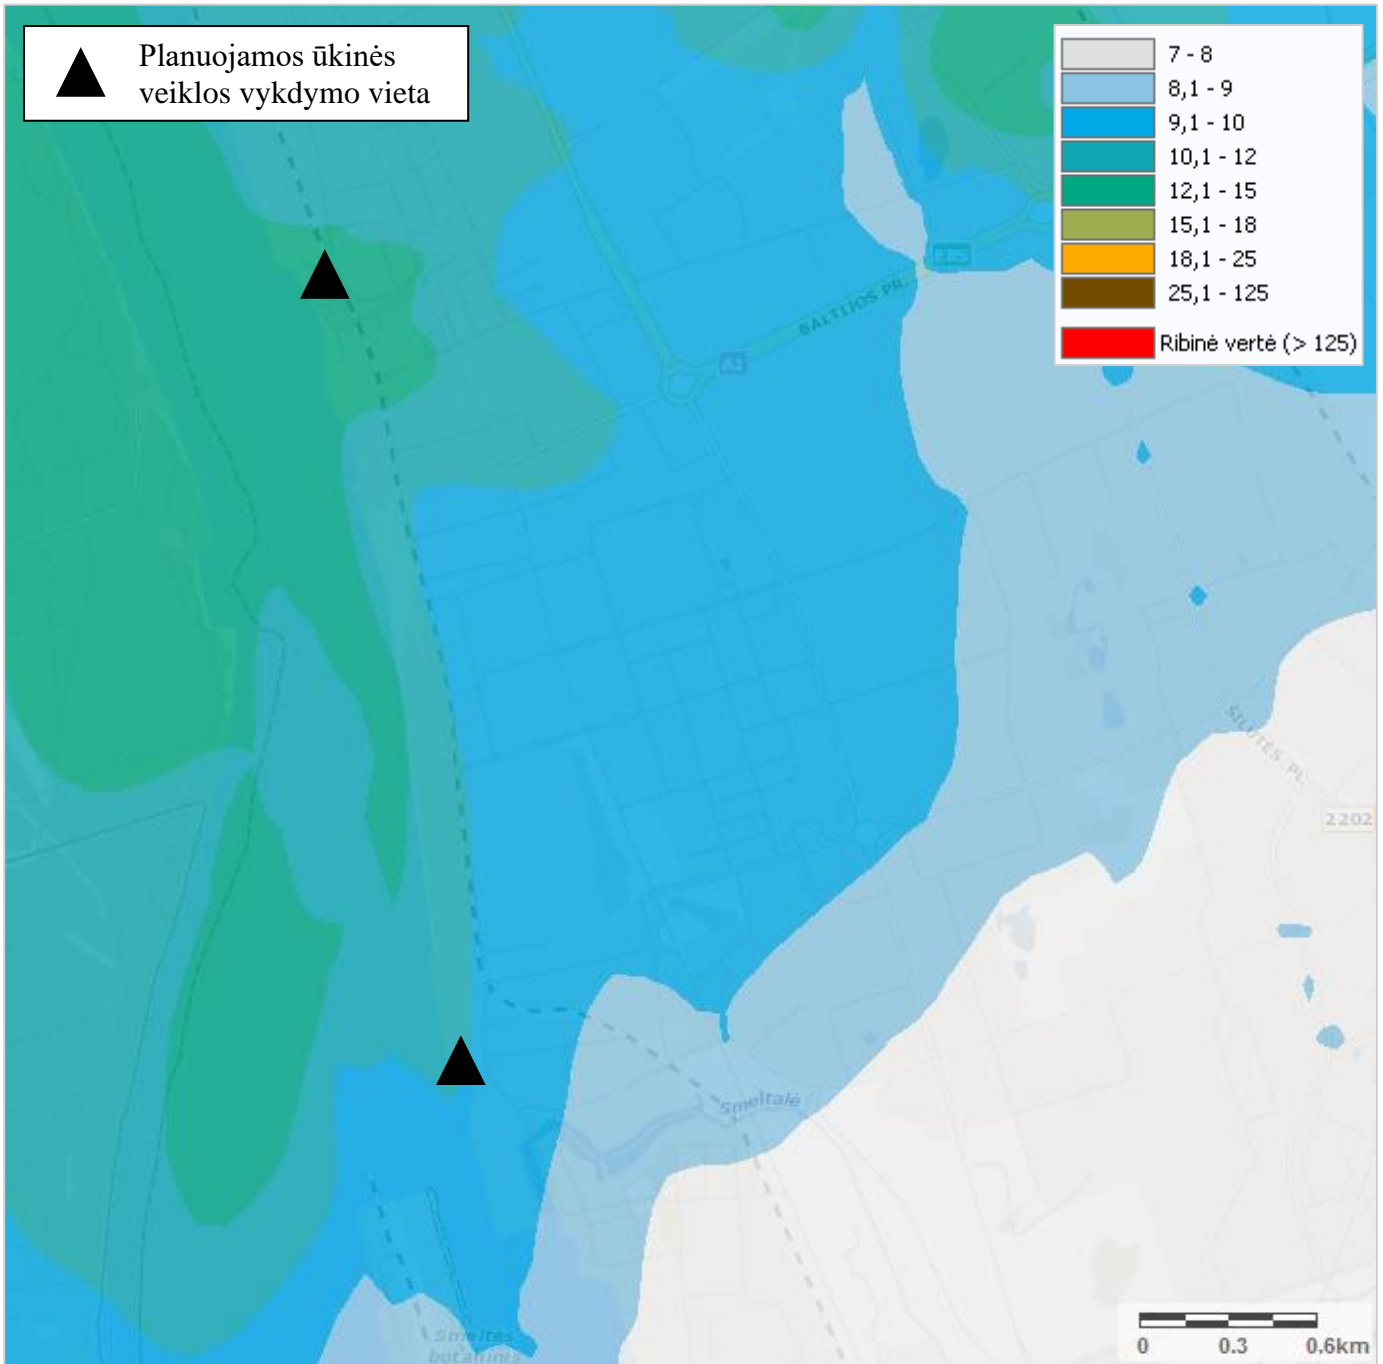 Planuojamos ūkinės
veiklos vykdymo vieta
7 - 8
8,1 - 9
9,1 - 10
10,1 - 12
12,1 - 15
15,1 - 18
18,1 - 25
25,1 - 125
Ribinė vertė (> 125)
BALTIJOS PR.
A1
ŠILUTĖS PL.
2202
Smeltalė
Smeltės
botaninis
0 0.3 0.6km